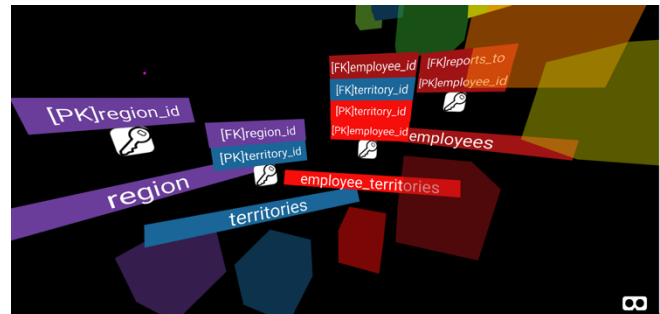 [PK]region_id
region
[FK]region_id
[PK]territory_id
territories
[FK]employee_id
[FK]territory_id
[PK]territory_id
[PK]employee_id
employee_territories
[FK]reports_to
[PK]employee_id
employees